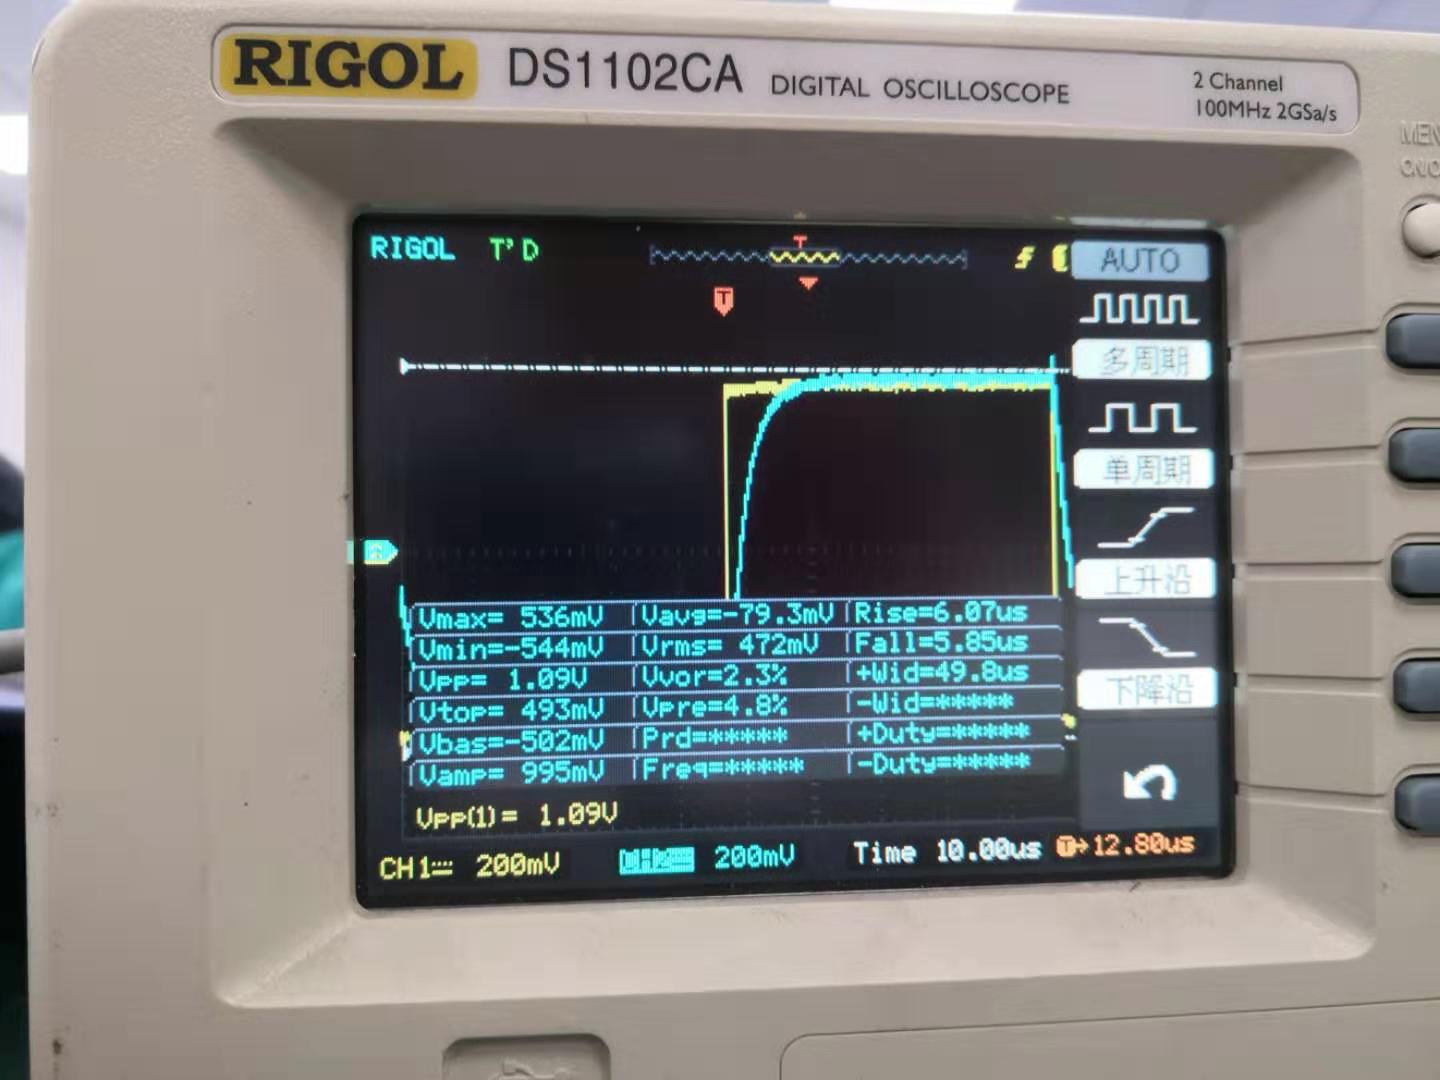 RIGOL DS1102CA DIGITAL OSCILLOSCOPE 2 Channel
100MHz 2GSa/s
MEN
ON/O
RIGOL T'D T AUTO
T
多周期
单周期
上升沿
下降沿
Vmax= 536mV Vavg=-79.3mV Rise=6.07us
Vmin=-544mV Vrms= 472mV Fall=5.85us
Vpp= 1.09V Vovr=2.3% +Wid=49.8us
Vtop= 493mV Vpre=4.8% -Wid=*****
Vbas=-502mV Prd=***** +Duty=*****
Vamp= 995mV Freq=***** -Duty=*****
Vpp(1)= 1.09V
CH1 200mV 200mV Time 10.00us T→12.80us